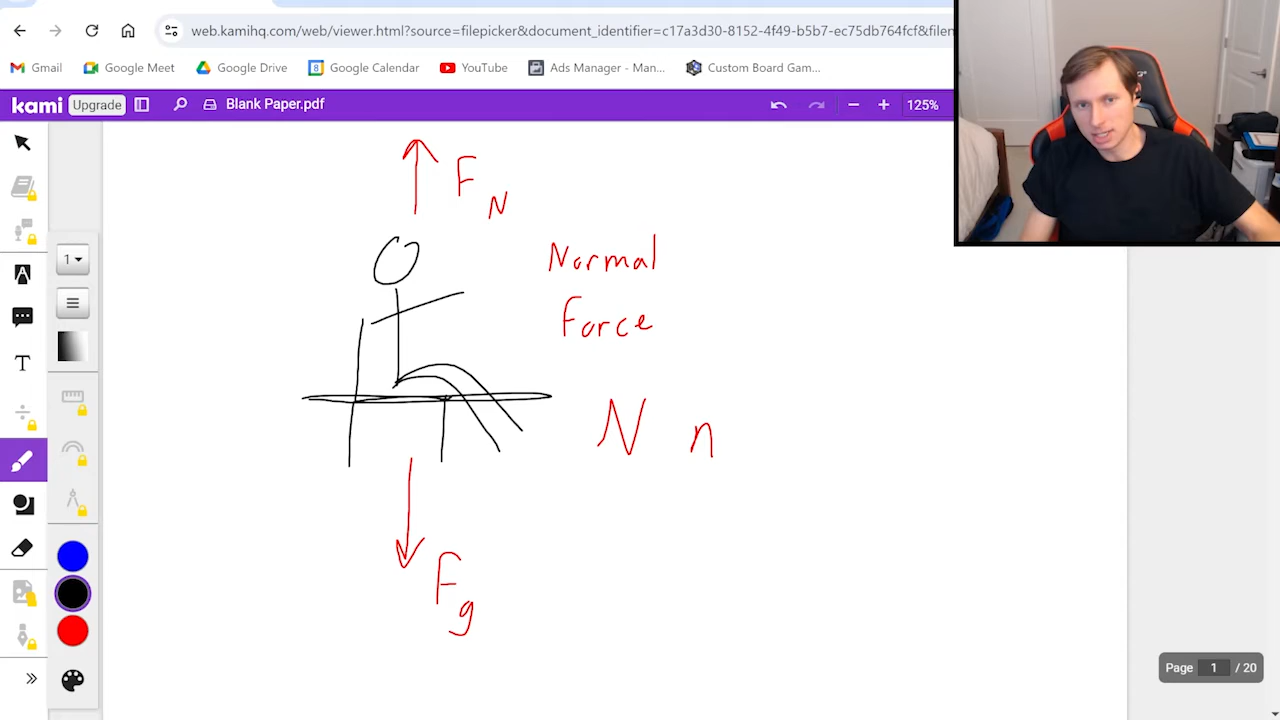 web.kamihq.com/web/viewer.html?source=filepicker&document_identifier=c17a3d30-8152-4f49-b5b7-ec75db764fcf&filen
Gmail
Google Meet
Google Drive
8
Google Calendar
YouTube
Ads Manager - Man...
Custom Board Gam...
kami
Upgrade
Blank Paper.pdf
125%
F N
Normal
Force
1
A
T
N n
F g
Page 1 / 20